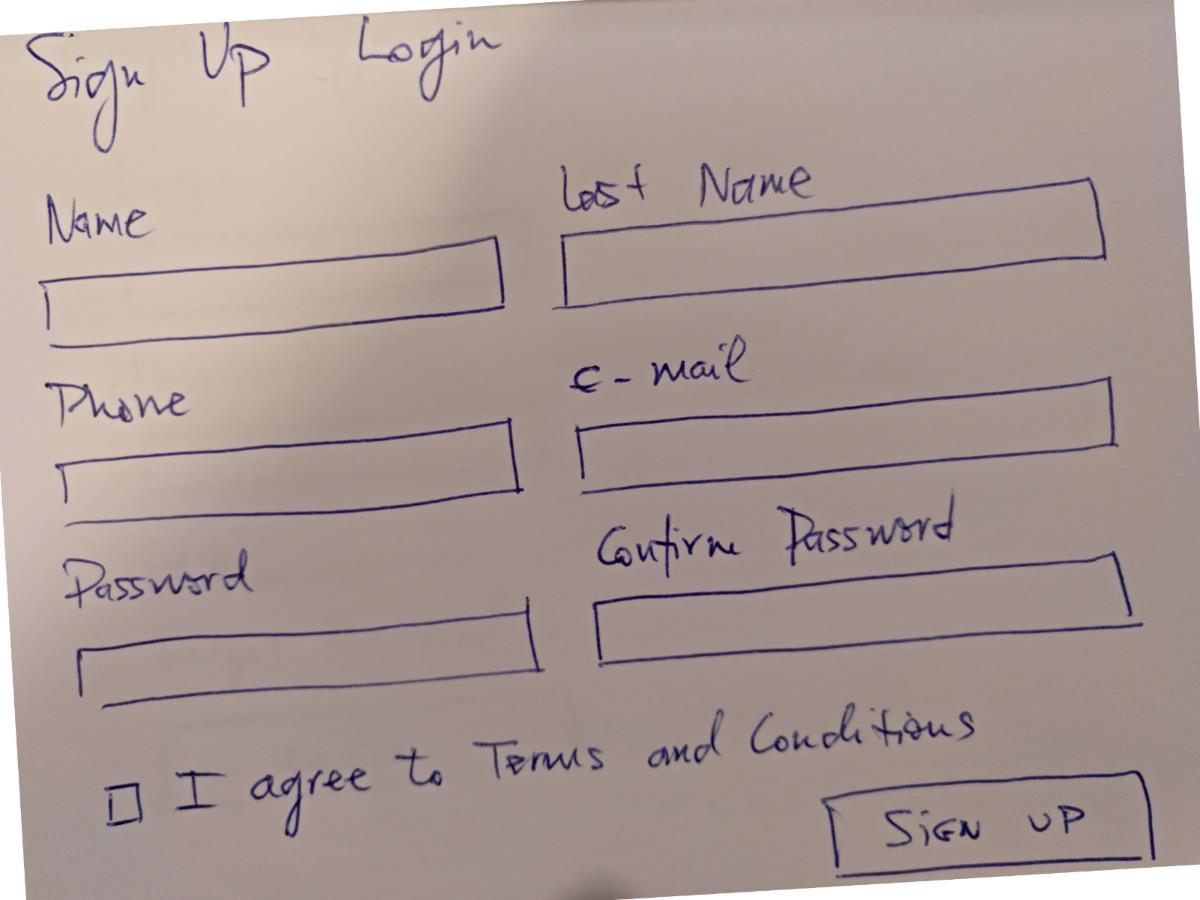 Sign Up Login
Name Last Name
Phone e-mail
Password Confirm Password
I agree to Terms and Conditions
SiGN UP